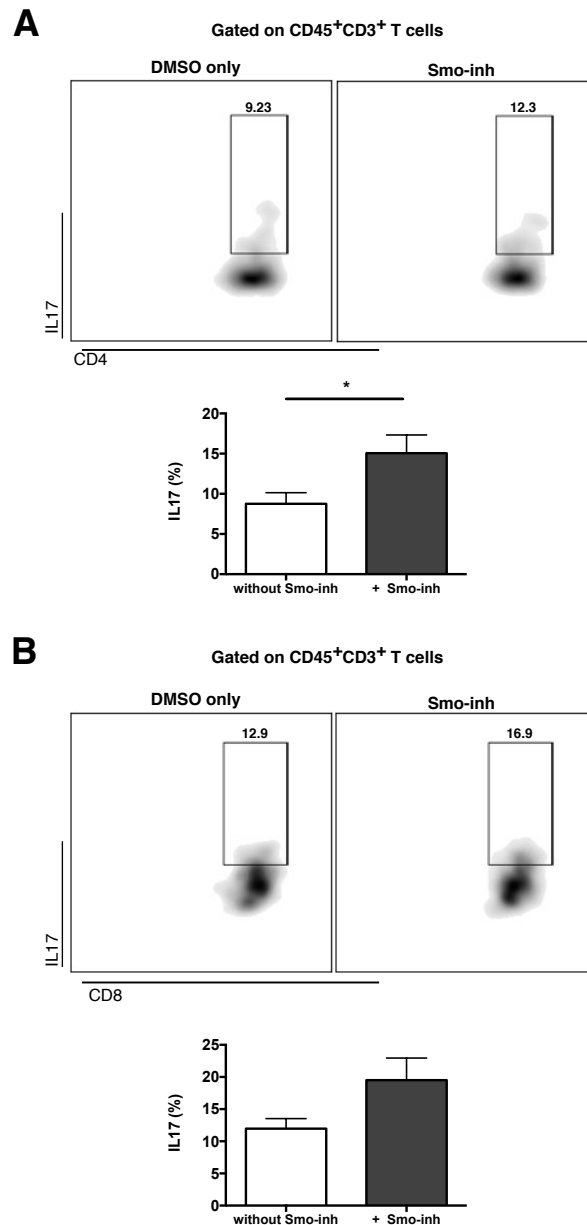 A
Gated on CD45+CD3+ T cells
DMSO only
Smo-inh
9.23
12.3
IL17
CD4
*
20
15
10
5
0
IL17 (%)
without Smo-inh
+ Smo-inh
B
Gated on CD45+CD3+ T cells
DMSO only
Smo-inh
12.9
16.9
IL17
CD8
25
20
15
10
5
0
IL17 (%)
without Smo-inh
+ Smo-inh